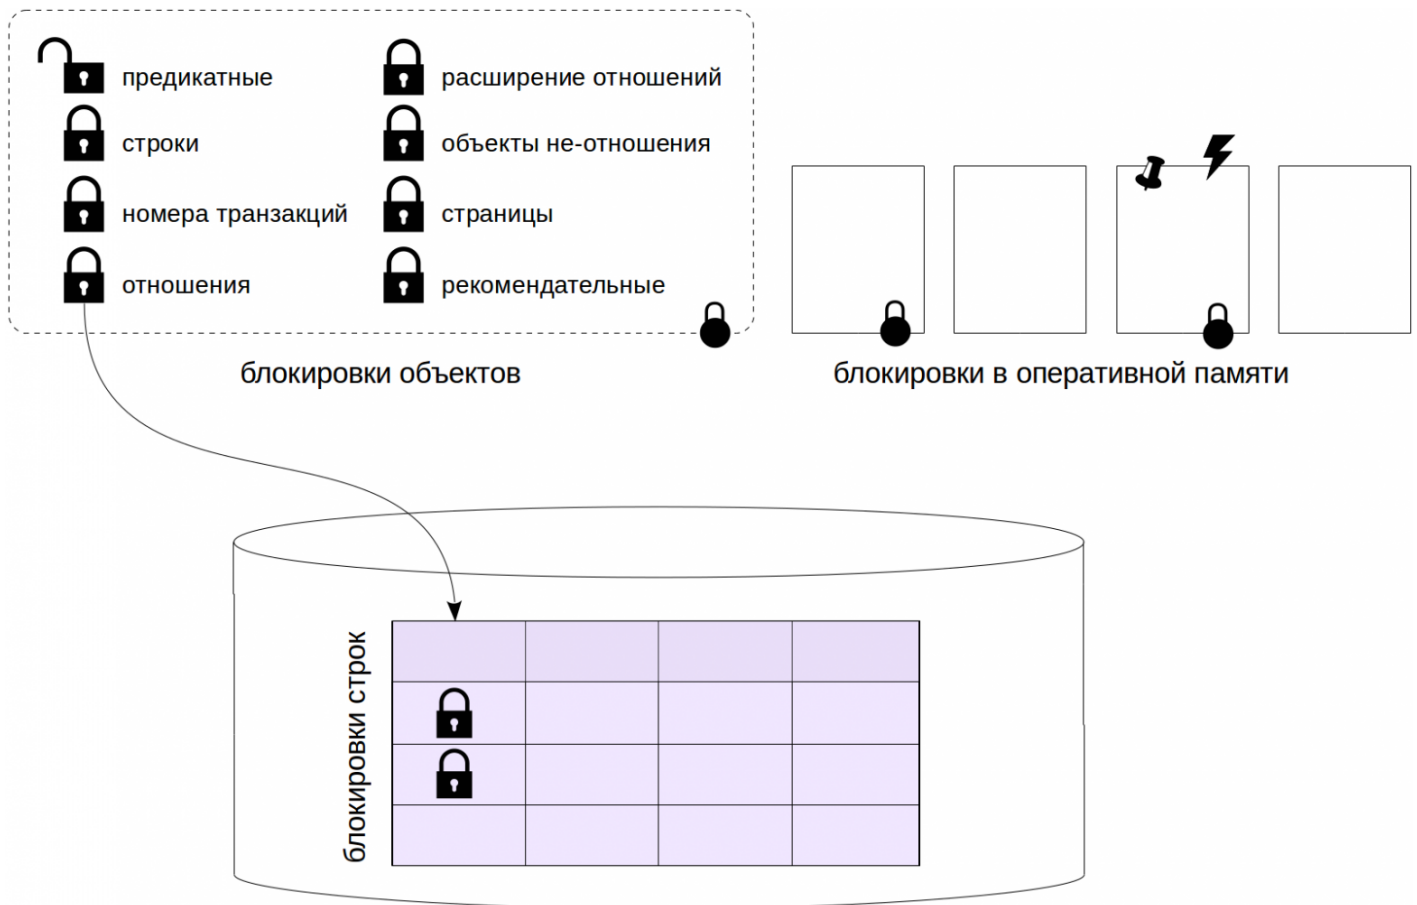 предикатные
строки
номера транзакций
отношения
расширение отношений
объекты не-отношения
страницы
рекомендательные
блокировки объектов
блокировки в оперативной памяти
блокировки строк